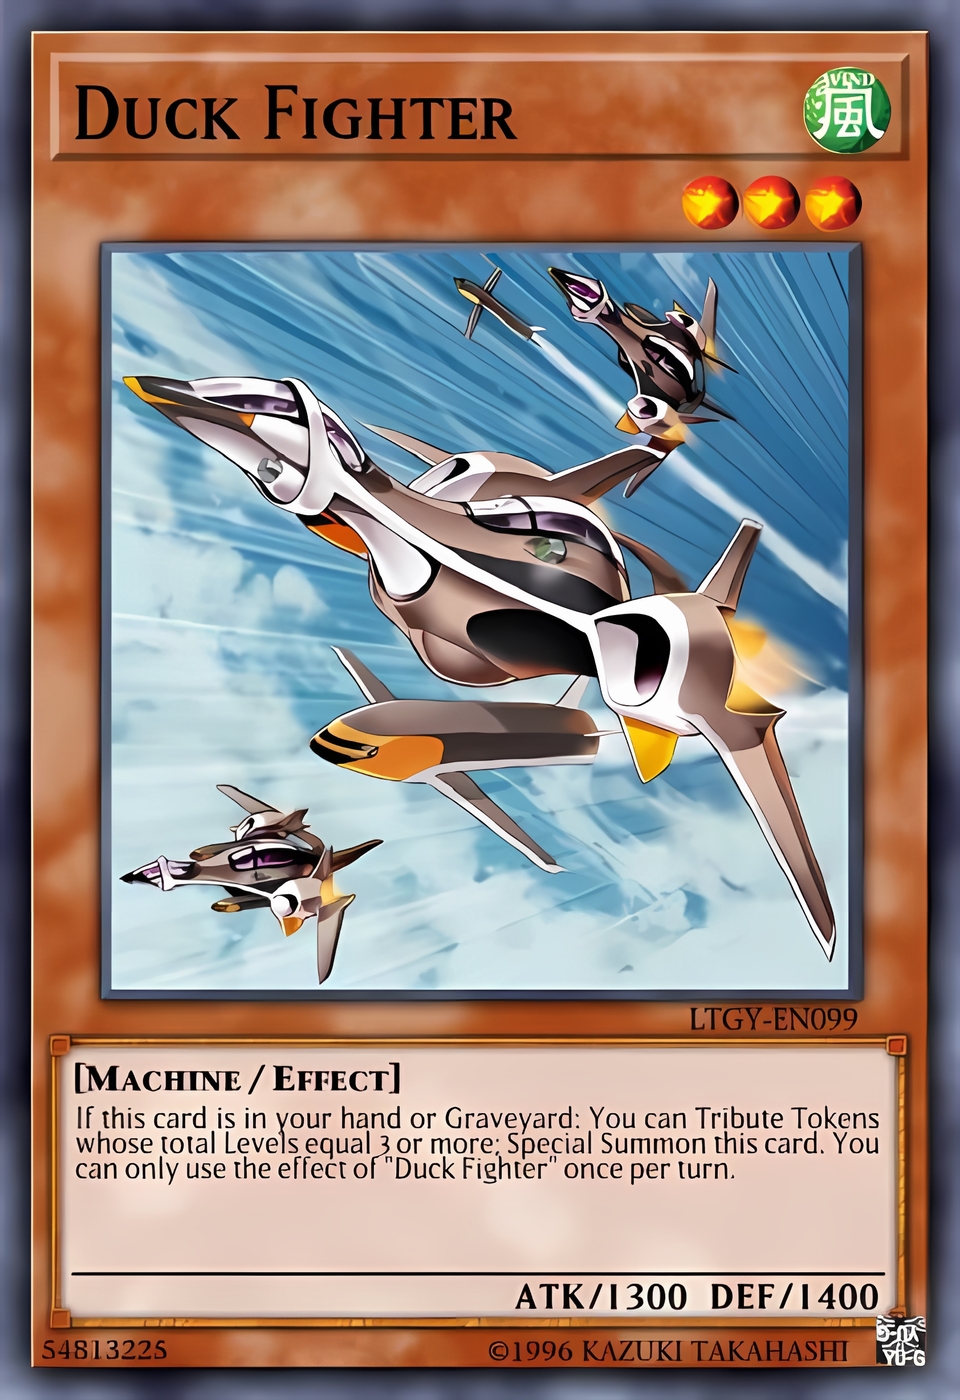 DUCK FIGHTER
WIND
風
LTGY-EN099
[MACHINE / EFFECT]
If this card is in your hand or Graveyard: You can Tribute Tokens
whose total Levels equal 3 or more; Special Summon this card. You
can only use the effect of "Duck Fighter" once per turn.
ATK/1300 DEF/1400
54813225
©1996 KAZUKI TAKAHASHI